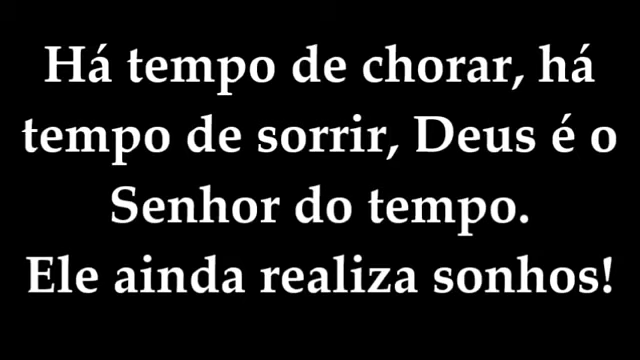 Há tempo de chorar, há
tempo de sorrir, Deus é o
Senhor do tempo.
Ele ainda realiza sonhos!